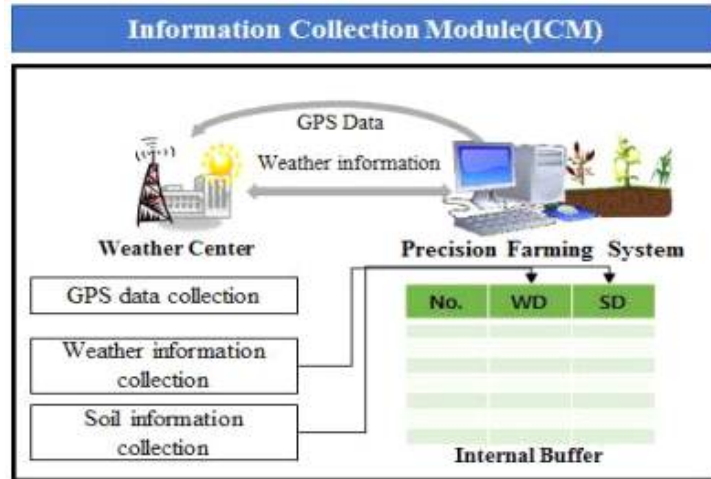 Information Collection Module(ICM)
GPS Data
Weather information
Weather Center
Precision Farming System
GPS data collection
Weather information
collection
Soil information
collection
No. WD SD
Internal Buffer